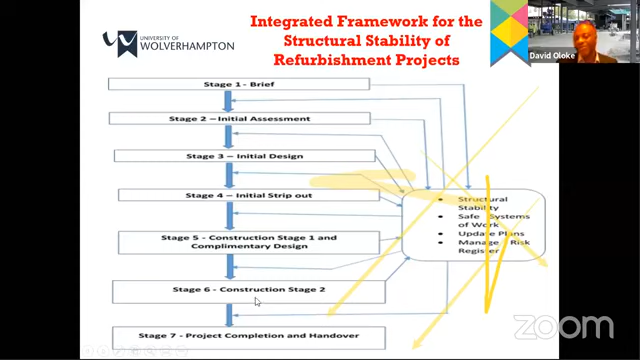 UNIVERSITY OF
WOLVERHAMPTON
Integrated Framework for the
Structural Stability of
Refurbishment Projects
David Oloke
Stage 1 - Brief
Stage 2 – Initial Assessment
Stage 3 – Initial Design
Stage 4 – Initial Strip out
Stage 5 - Construction Stage 1 and
Complimentary Design
Stage 6 - Construction Stage 2
Stage 7 - Project Completion and Handover
• Structural
Stability
• Safe Systems
of Work
• Update Plans
• Manage Risk
Register
zoom